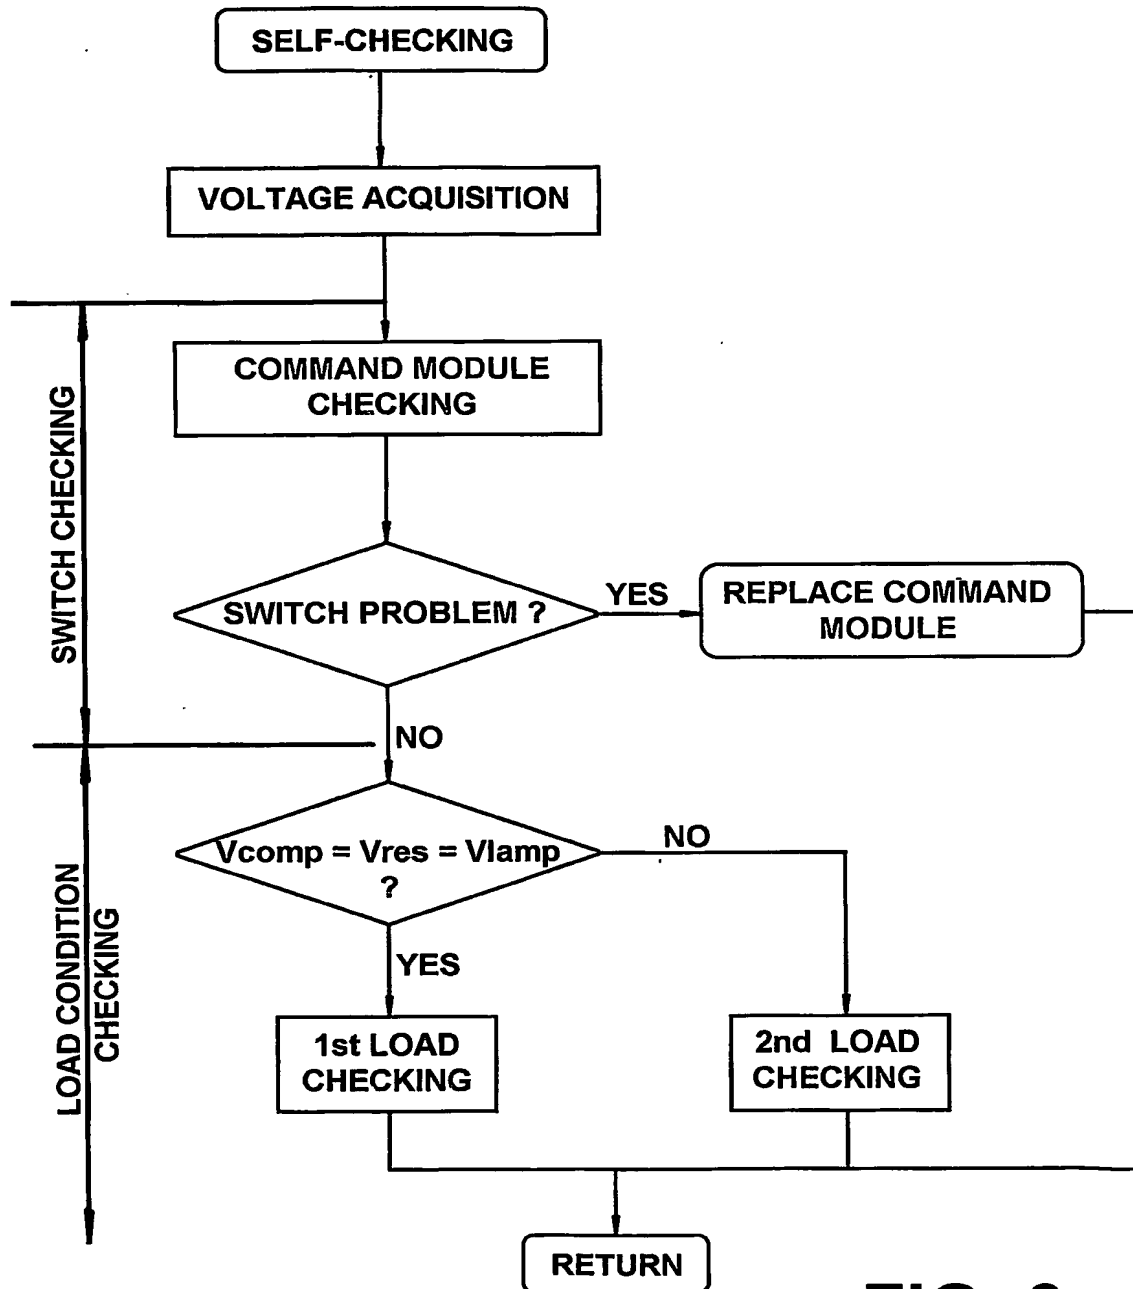 SELF-CHECKING
VOLTAGE ACQUISITION
SWITCH CHECKING
COMMAND MODULE
CHECKING
SWITCH PROBLEM ?
YES
REPLACE COMMAND
MODULE
NO
LOAD CONDITION
CHECKING
Vcomp = Vres = Vlamp
?
NO
YES
1st LOAD
CHECKING
2nd LOAD
CHECKING
RETURN